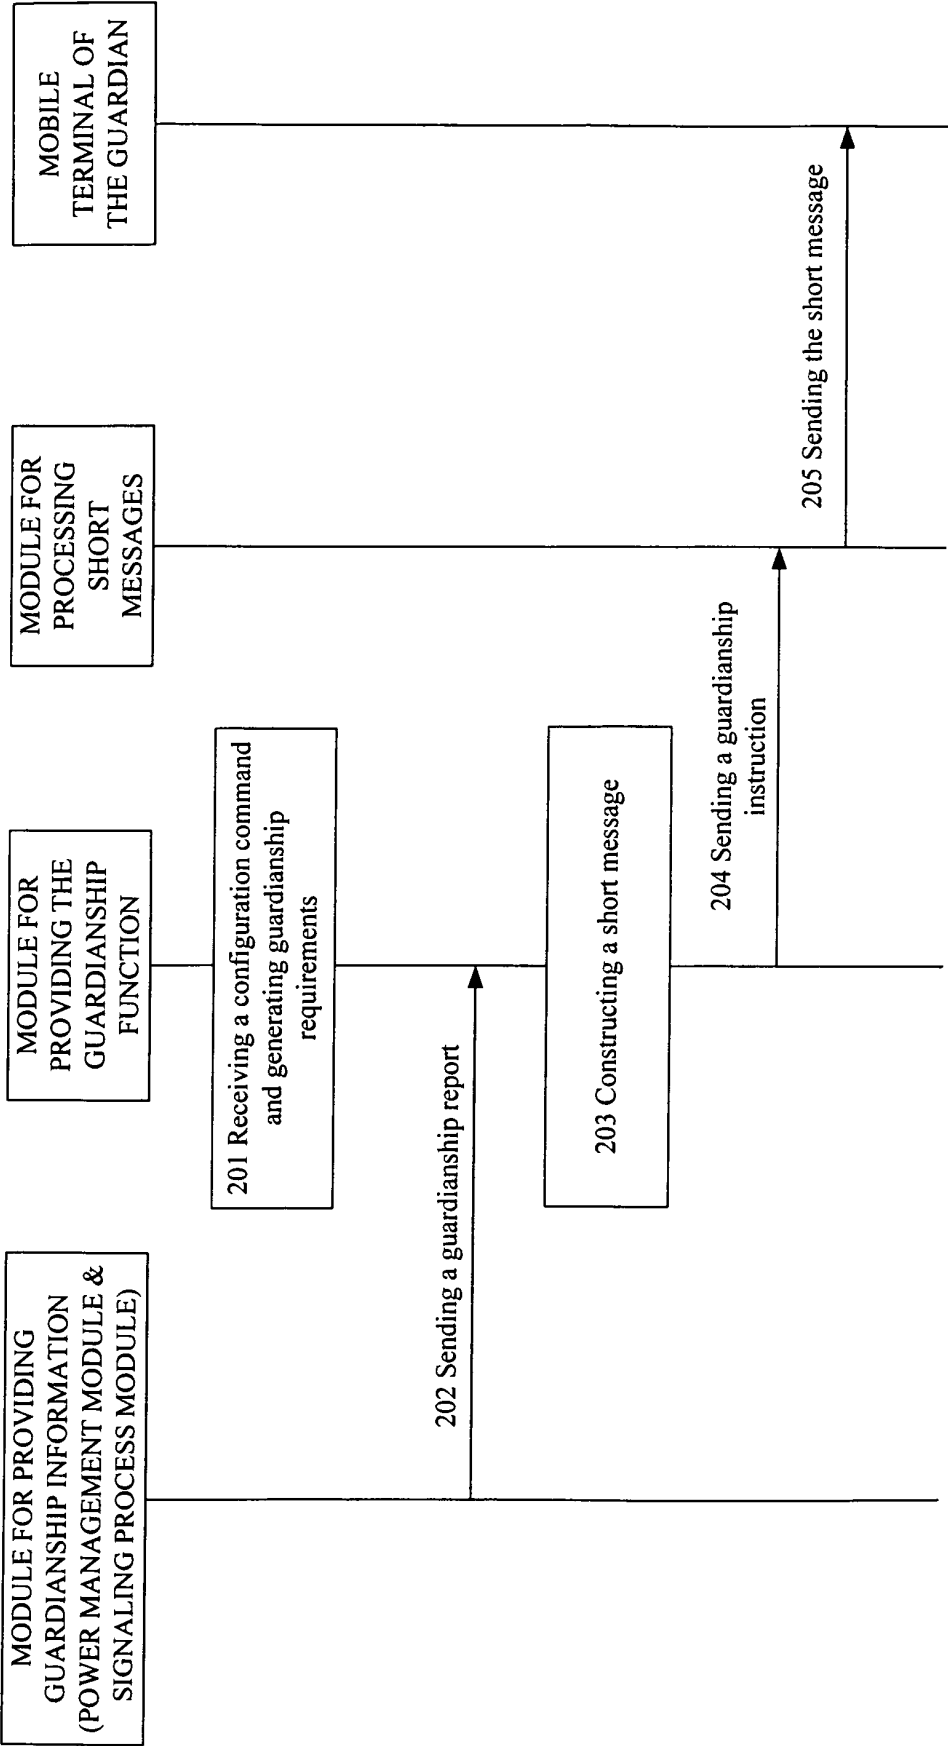 MODULE FOR PROVIDING
GUARDIANSHIP INFORMATION
(POWER MANAGEMENT MODULE &
SIGNALING PROCESS MODULE)
MODULE FOR
PROVIDING THE
GUARDIANSHIP
FUNCTION
MODULE FOR
PROCESSING
SHORT
MESSAGES
MOBILE
TERMINAL OF
THE GUARDIAN
201 Receiving a configuration command
and generating guardianship
requirements
202 Sending a guardianship report
203 Constructing a short message
204 Sending a guardianship
instruction
205 Sending the short message